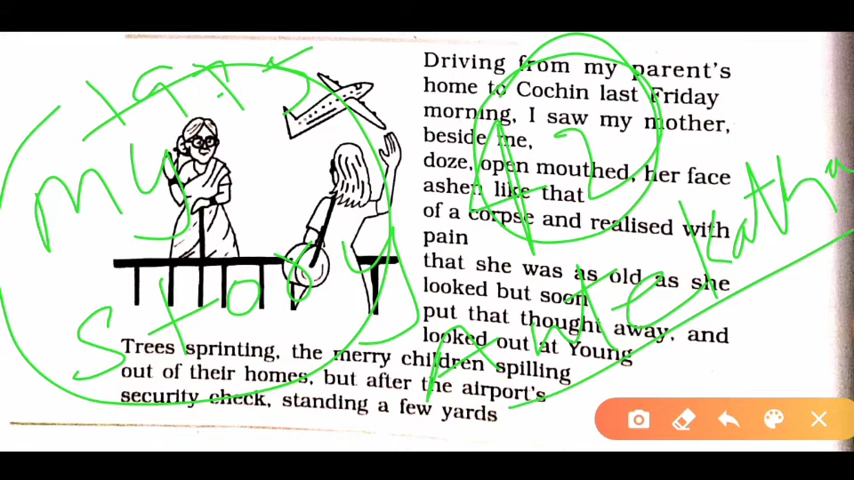 Driving from my parent's
home to Cochin last Friday
morning, I saw my mother,
beside me,
doze, open mouthed, her face
ashen like that
of a corpse and realised with
pain
that she was as old as she
looked but soon
put that thought away, and
looked out at Young
Trees sprinting, the merry children spilling
out of their homes, but after the airport's
security check, standing a few yards
my
story
42
Ante katha